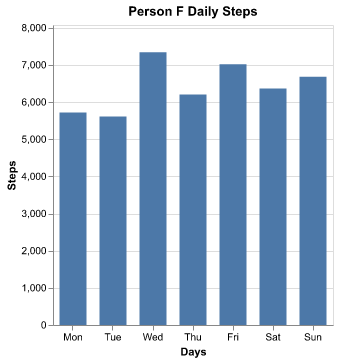 Person F Daily Steps
8,000
7,000
6,000
5,000
4,000
3,000
2,000
1,000
0
Steps
Mon Tue Wed Thu Fri Sat Sun
Days